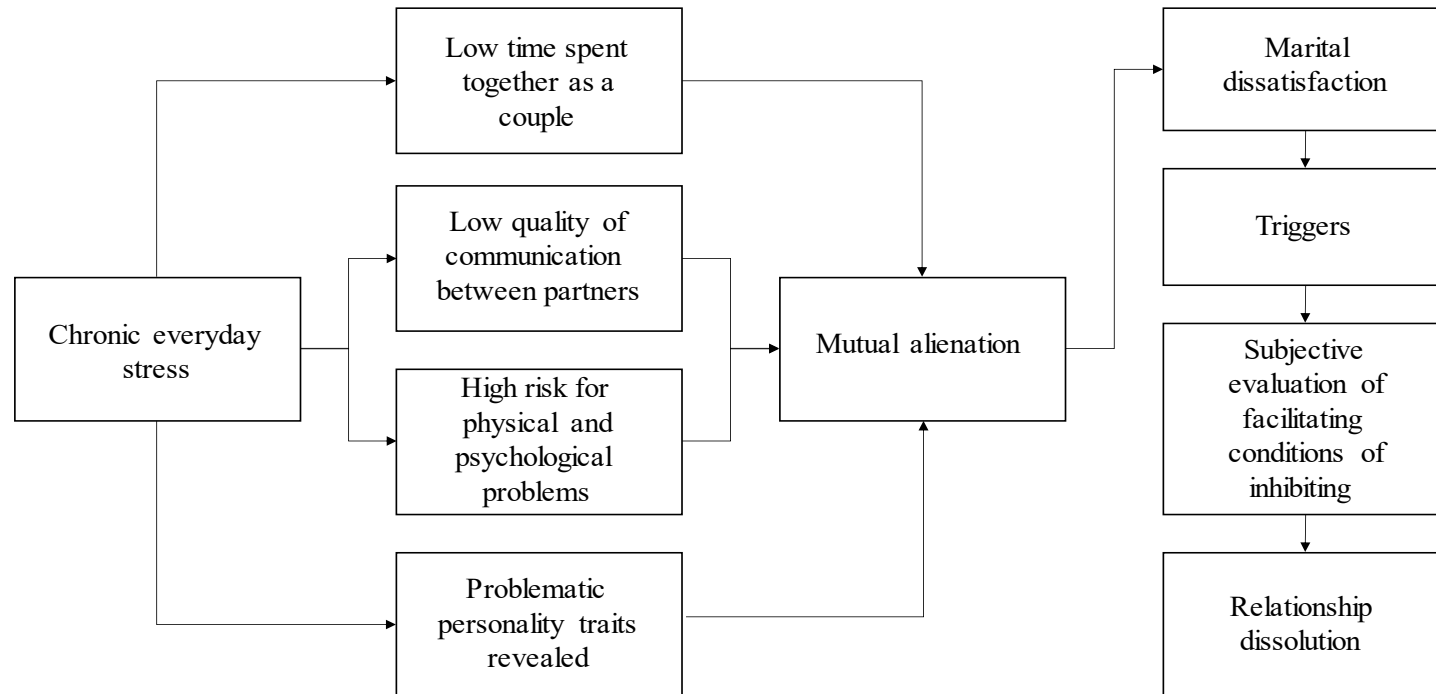 Low time spent
together as a
couple
Marital
dissatisfaction
Low quality of
communication
between partners
Triggers
Chronic everyday
stress
Mutual alienation
High risk for
physical and
psychological
problems
Subjective
evaluation of
facilitating
conditions of
inhibiting
Problematic
personality traits
revealed
Relationship
dissolution